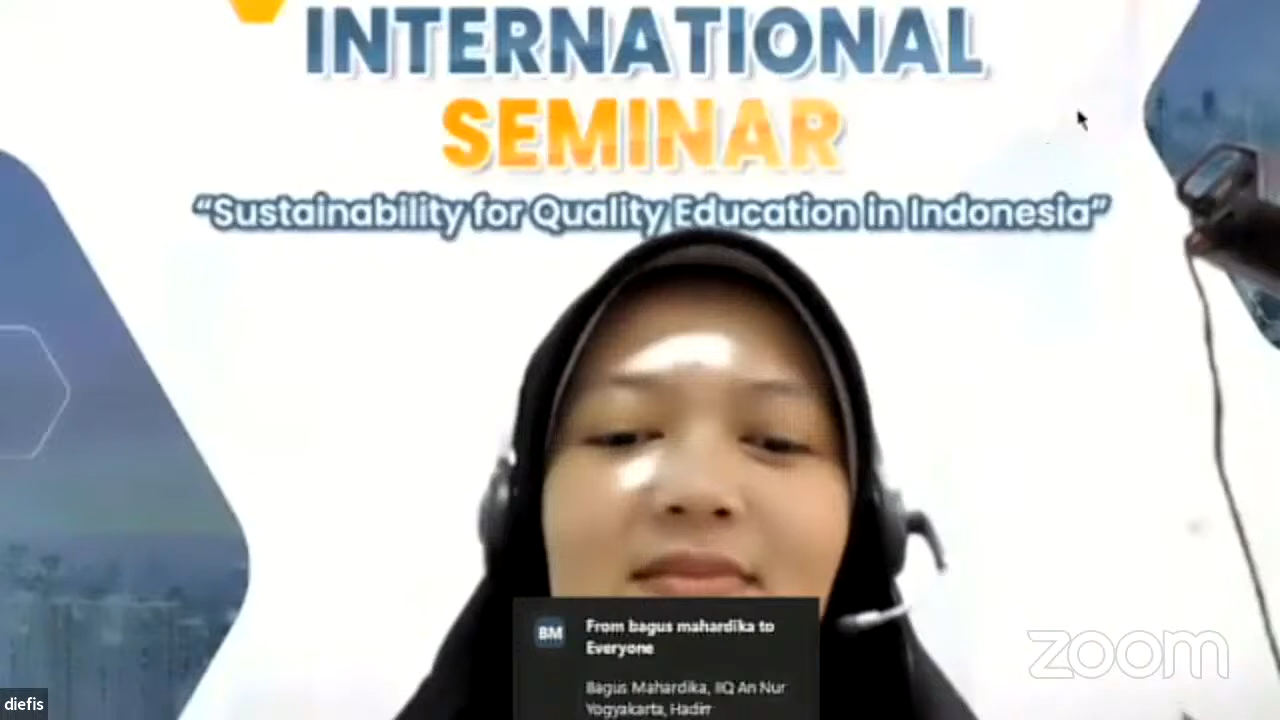 INTERNATIONAL
SEMINAR
“Sustainability for Quality Education in Indonesia”
BM
From bagus mahardika to
Everyone
Bagus Mahardika, IIQ An Nur
Yogyakarta, Hadirr
zoom
diefis